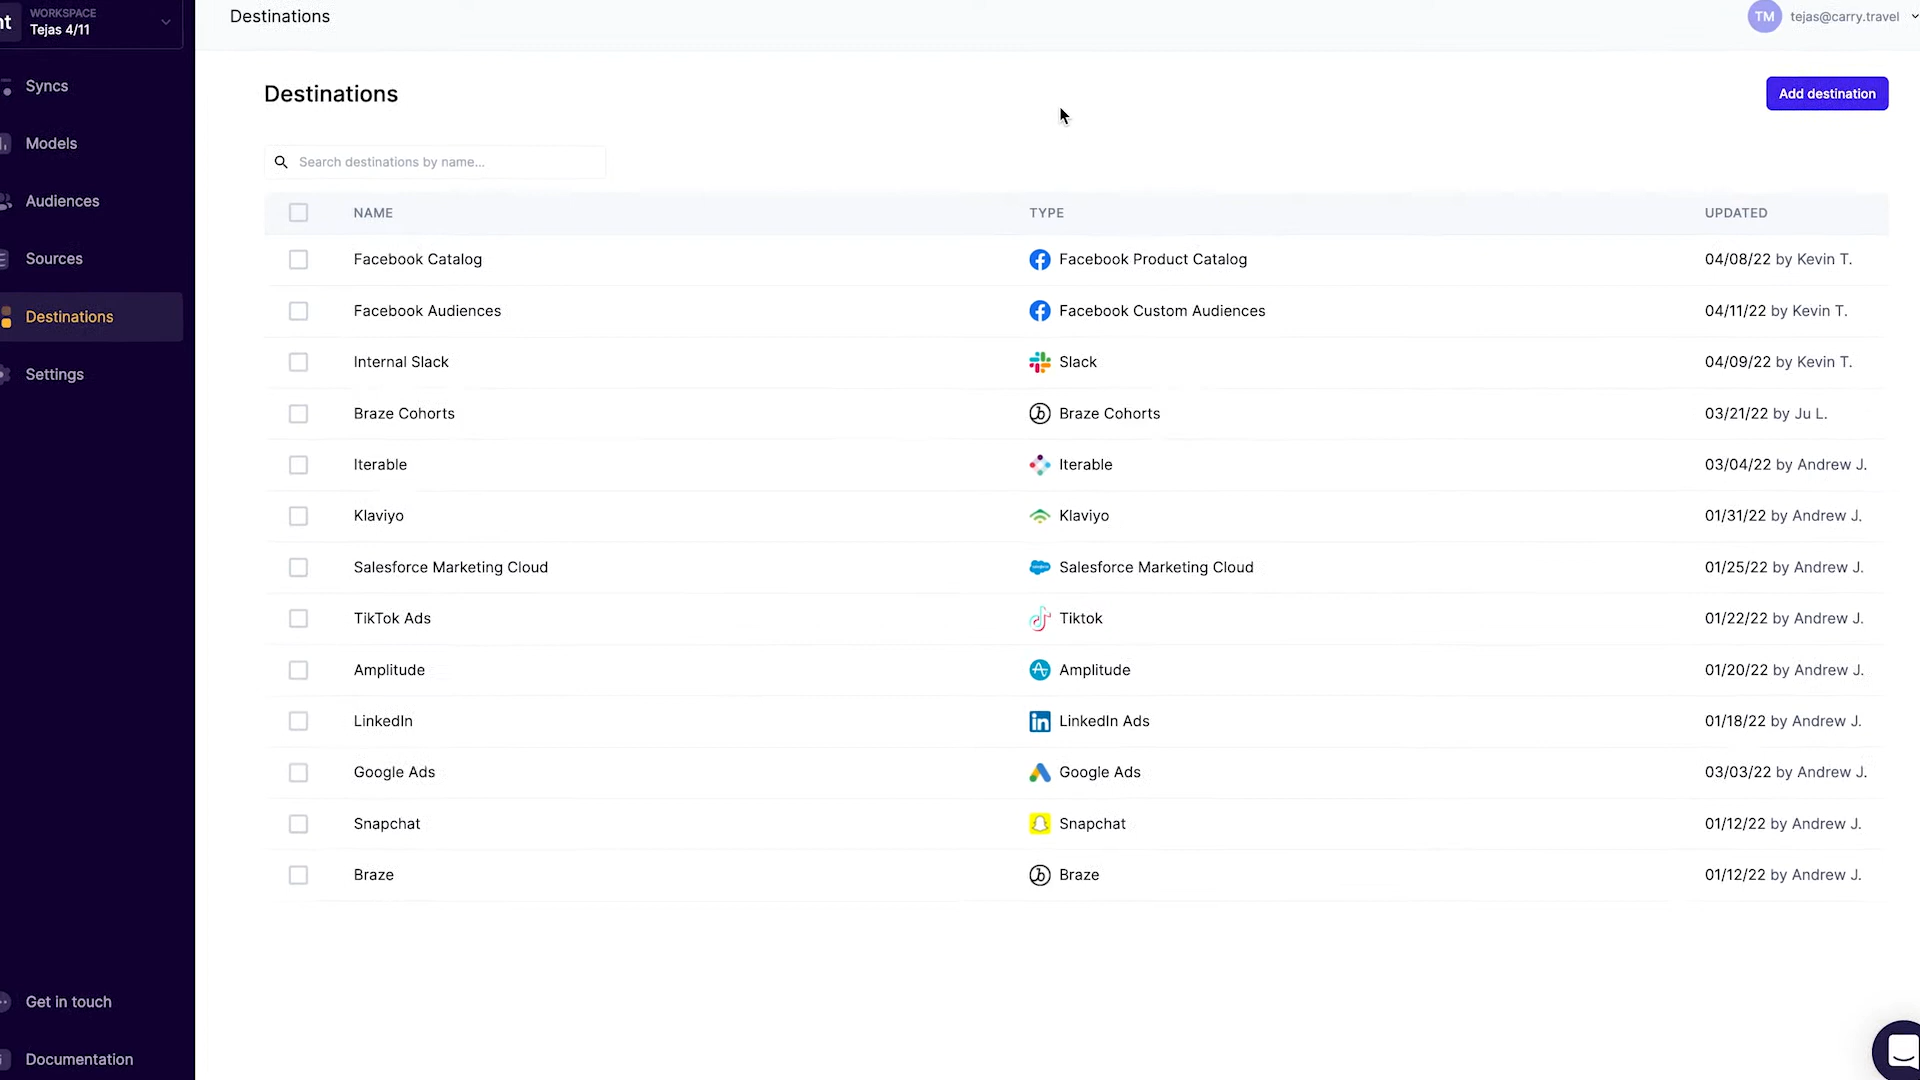 ht
WORKSPACE
Tejas 4/11
Syncs
Models
Audiences
Sources
Destinations
Settings
Get in touch
Documentation
Destinations
TM tejas@carry.travel
Destinations
Add destination
Search destinations by name...
NAME TYPE UPDATED
Facebook Catalog Facebook Product Catalog 04/08/22 by Kevin T.
Facebook Audiences Facebook Custom Audiences 04/11/22 by Kevin T.
Internal Slack Slack 04/09/22 by Kevin T.
Braze Cohorts Braze Cohorts 03/21/22 by Ju L.
Iterable Iterable 03/04/22 by Andrew J.
Klaviyo Klaviyo 01/31/22 by Andrew J.
Salesforce Marketing Cloud Salesforce Marketing Cloud 01/25/22 by Andrew J.
TikTok Ads Tiktok 01/22/22 by Andrew J.
Amplitude Amplitude 01/20/22 by Andrew J.
LinkedIn LinkedIn Ads 01/18/22 by Andrew J.
Google Ads Google Ads 03/03/22 by Andrew J.
Snapchat Snapchat 01/12/22 by Andrew J.
Braze Braze 01/12/22 by Andrew J.